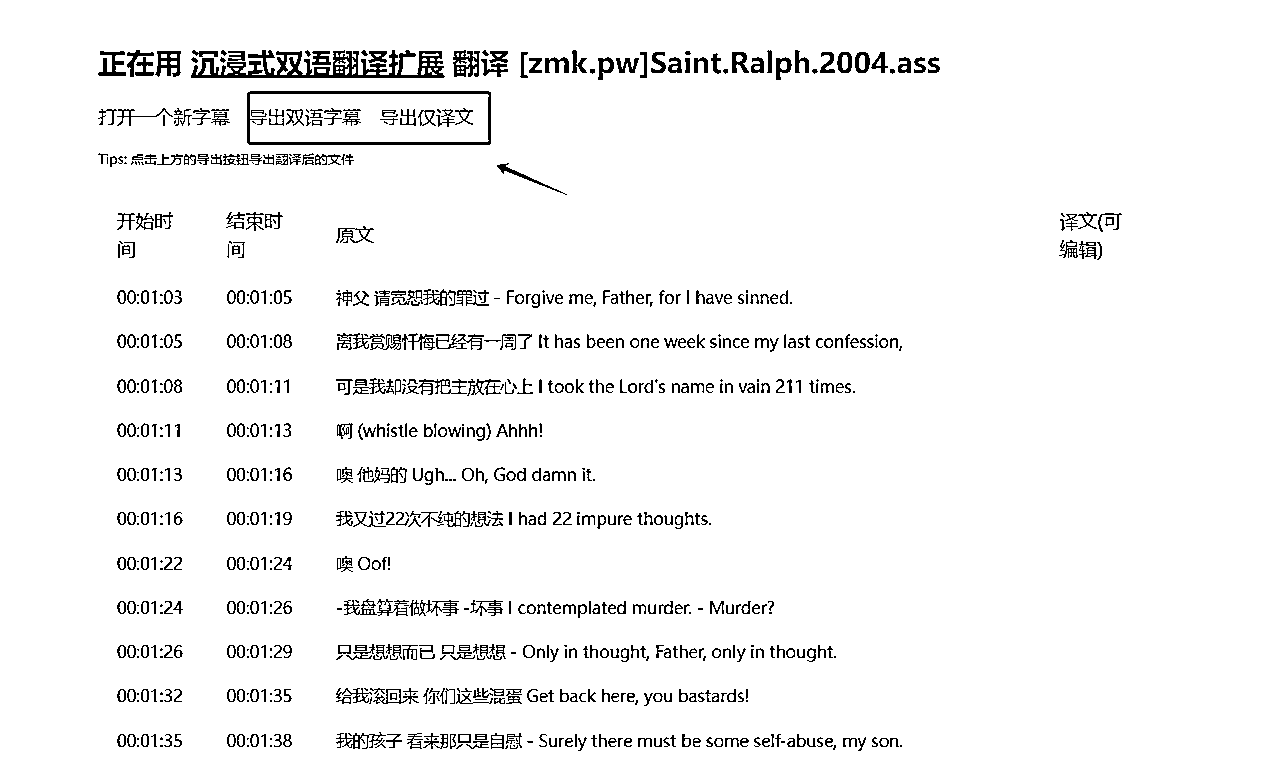 正在用 沉浸式双语翻译扩展 翻译 [zmk.pw]Saint.Ralph.2004.ass
打开一个新字幕 导出双语字幕 导出仅译文
Tips: 点击上方的导出按钮导出翻译后的文件
开始时间 结束时间 原文 译文(可编辑)
00:01:03 00:01:05 神父 请宽恕我的罪过 - Forgive me, Father, for I have sinned.
00:01:05 00:01:08 离我赏赐忏悔已经有一周了 It has been one week since my last confession,
00:01:08 00:01:11 可是我却没有把主放在心上 I took the Lord's name in vain 211 times.
00:01:11 00:01:13 啊 (whistle blowing) Ahhh!
00:01:13 00:01:16 噢 他妈的 Ugh... Oh, God damn it.
00:01:16 00:01:19 我又过22次不纯的想法 I had 22 impure thoughts.
00:01:22 00:01:24 噢 Oof!
00:01:24 00:01:26 -我盘算着做坏事 -坏事 I contemplated murder. - Murder?
00:01:26 00:01:29 只是想想而已 只是想想 - Only in thought, Father, only in thought.
00:01:32 00:01:35 给我滚回来 你们这些混蛋 Get back here, you bastards!
00:01:35 00:01:38 我的孩子 看来那只是自慰 - Surely there must be some self-abuse, my son.